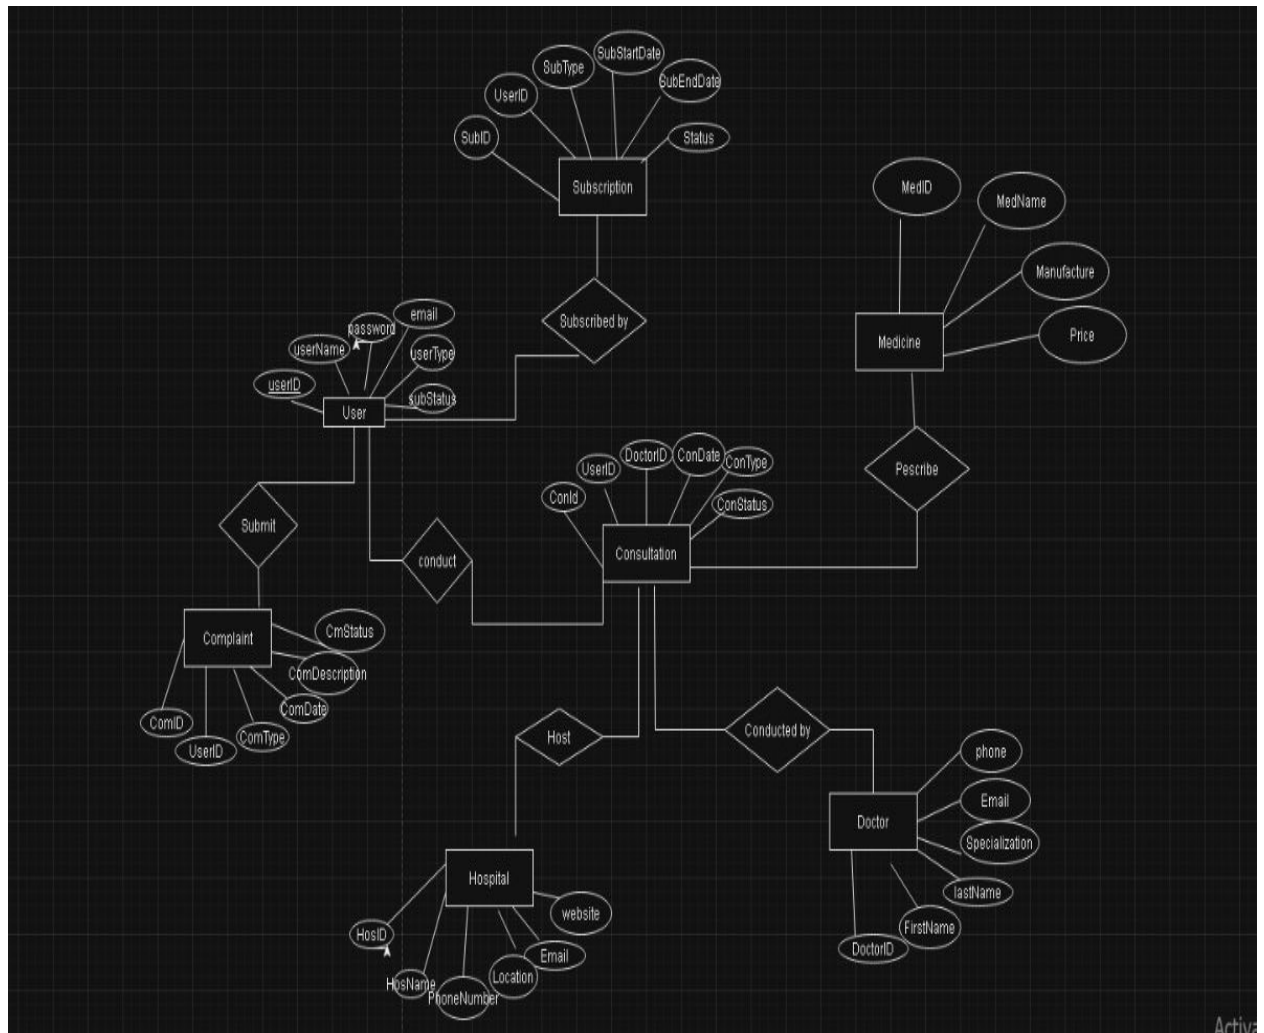 SubStartDate
SubType
SubEndDate
UserID
SubID
Status
Subscription
MedID
MedName
Manufacture
Price
Medicine
Subscribed by
email
password
userName
userType
userID
subStatus
User
Pescribe
DoctorID
ConDate
ConType
UserID
ConId
ConStatus
Consultation
Submit
conduct
Complaint
CmStatus
ComDescription
ComDate
ComID
ComType
UserID
Host
Conducted by
phone
Email
Doctor
Specialization
lastName
FirstName
DoctorID
Hospital
website
HosID
Email
Location
HosName
PhoneNumber
Activa